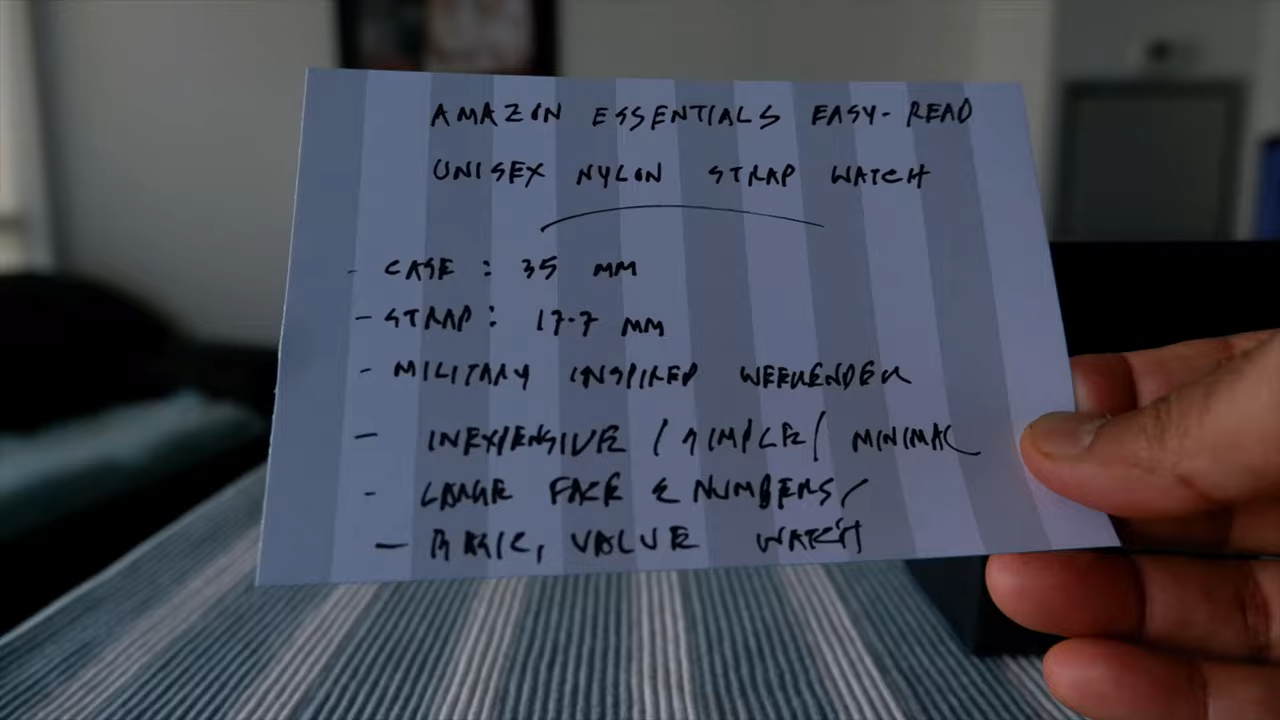 AMAZON ESSENTIALS EASY-READ
UNISEX NYLON STRAP WATCH
- CASE : 35 MM
- STRAP : 17.7 MM
- MILITARY INSPIRED WEEKENDER
- INEXPENSIVE / SIMPLE / MINIMAL
- LARGE FACE & NUMBERS/
- BASIC, VALUE WATCH